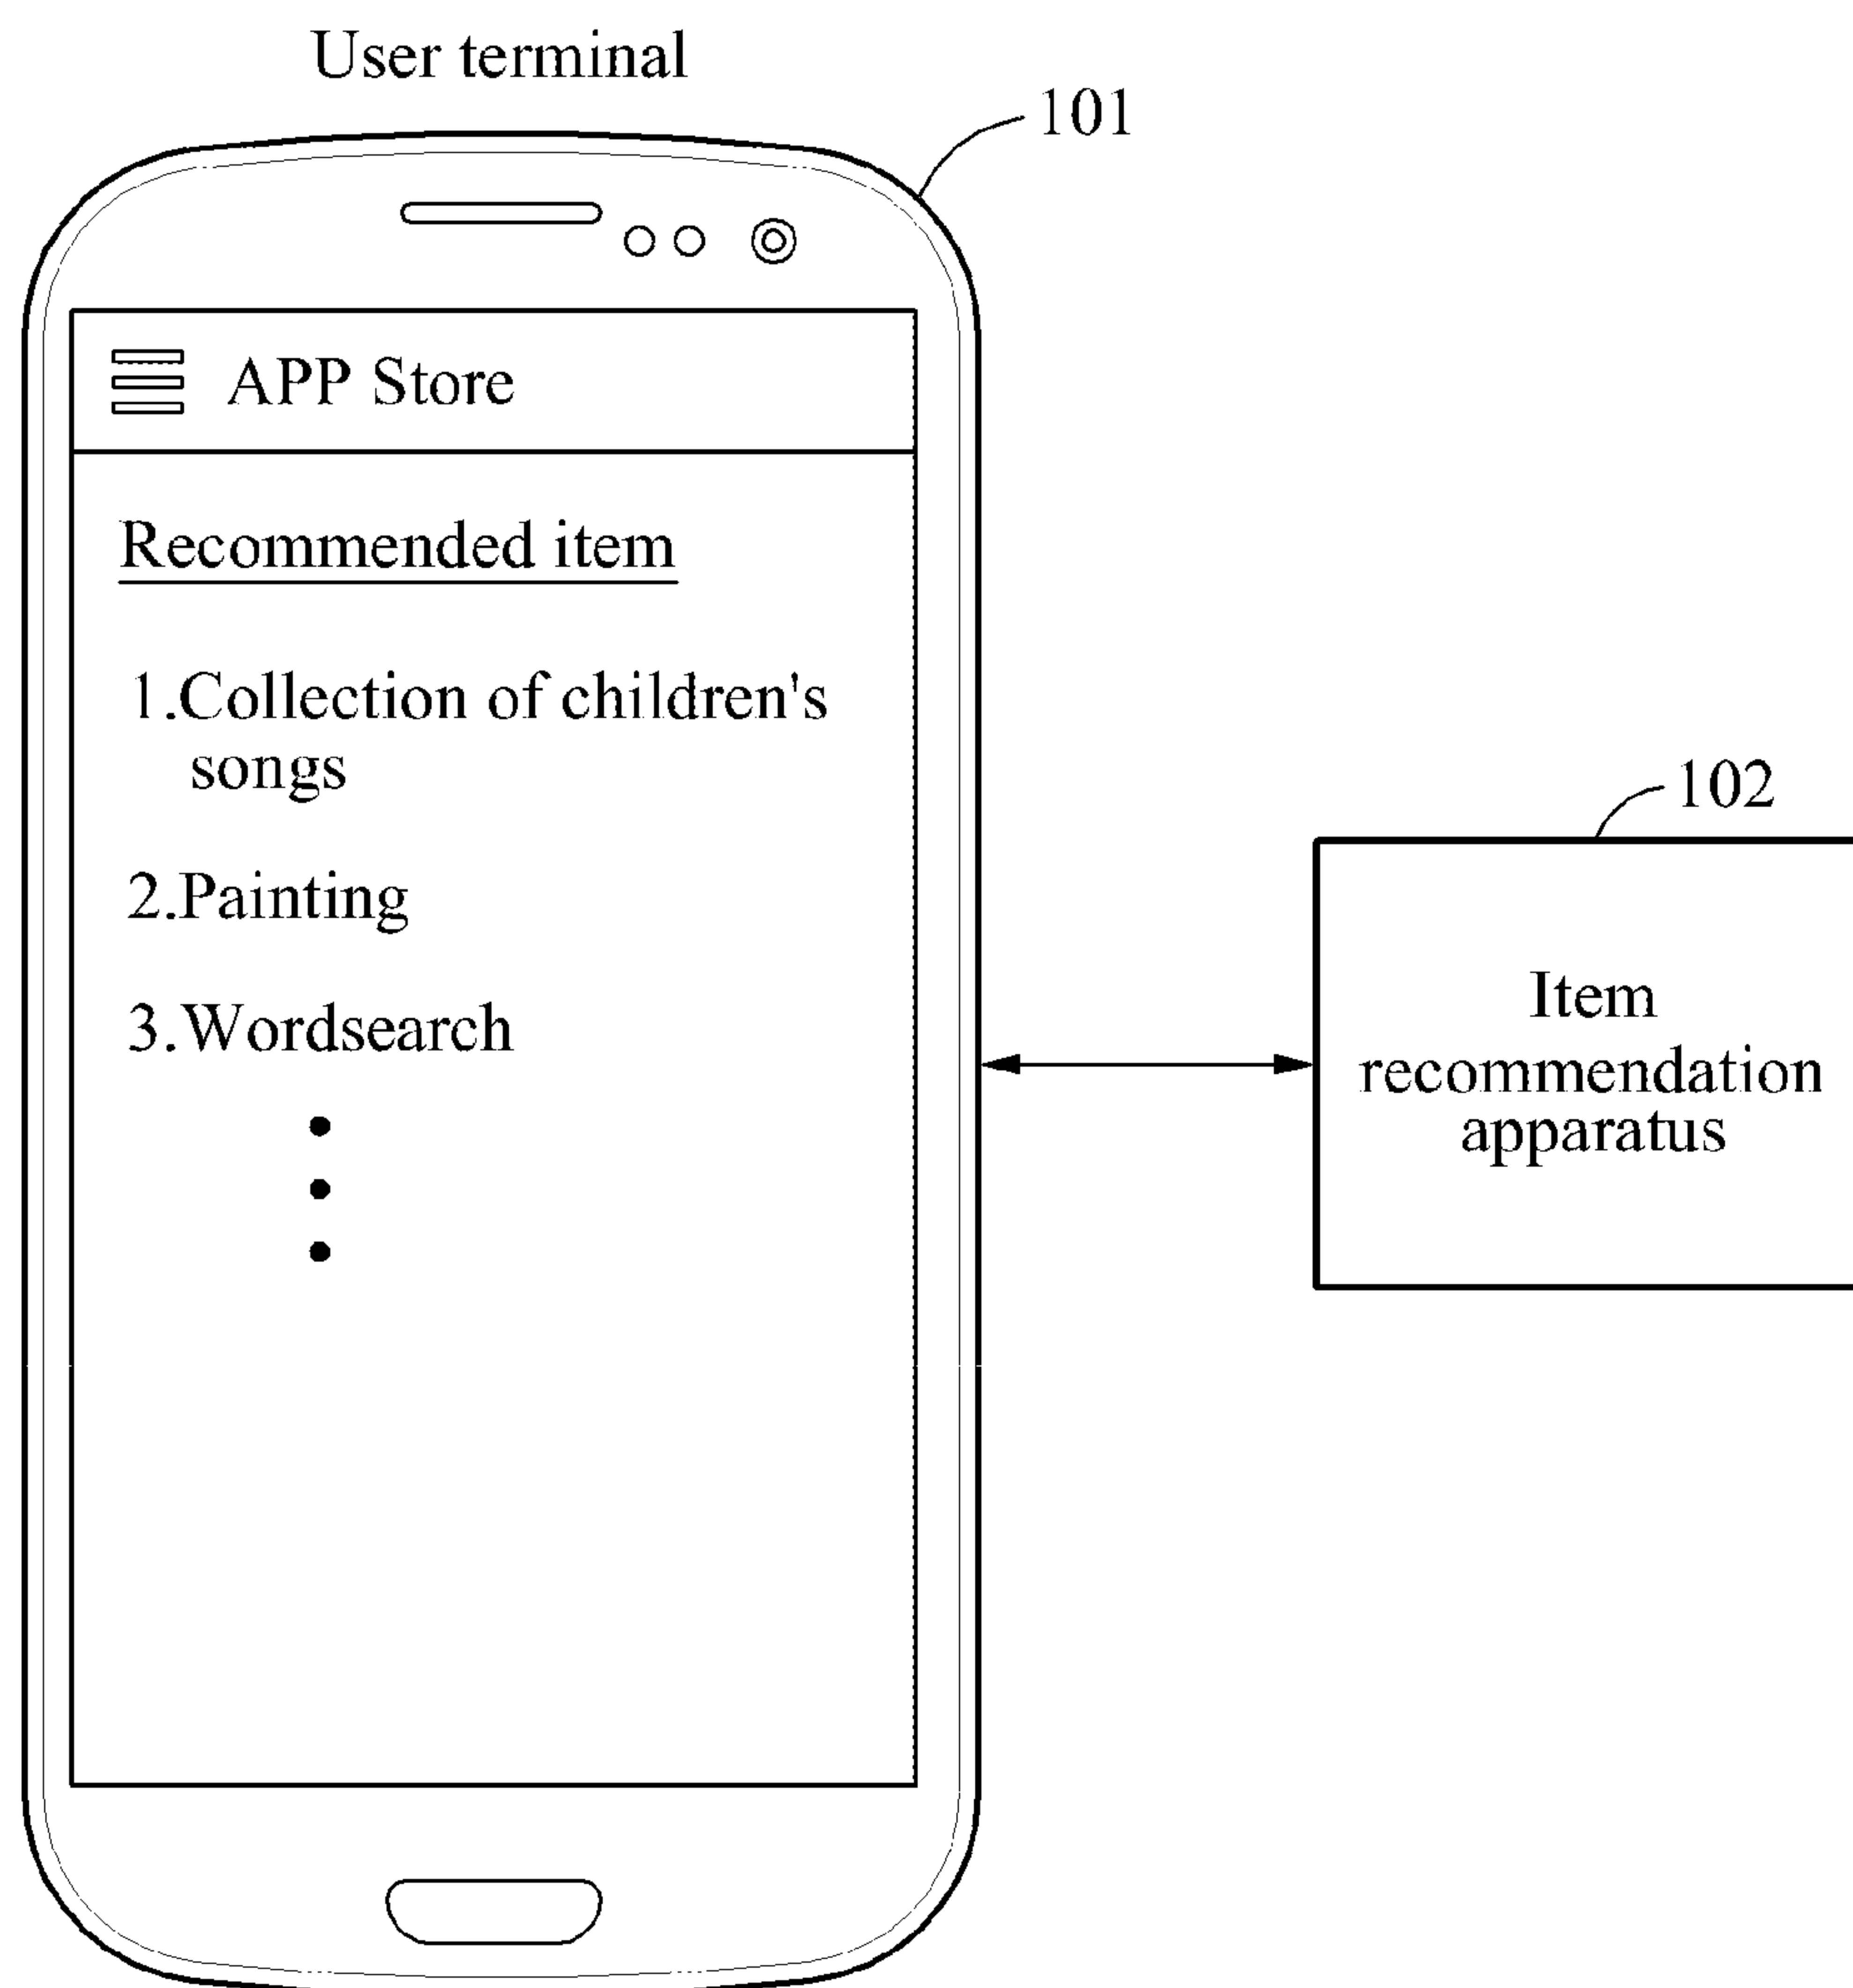 User terminal
101
APP Store
Recommended item
1.Collection of children's
songs
2.Painting
3.Wordsearch
102
Item
recommendation
apparatus